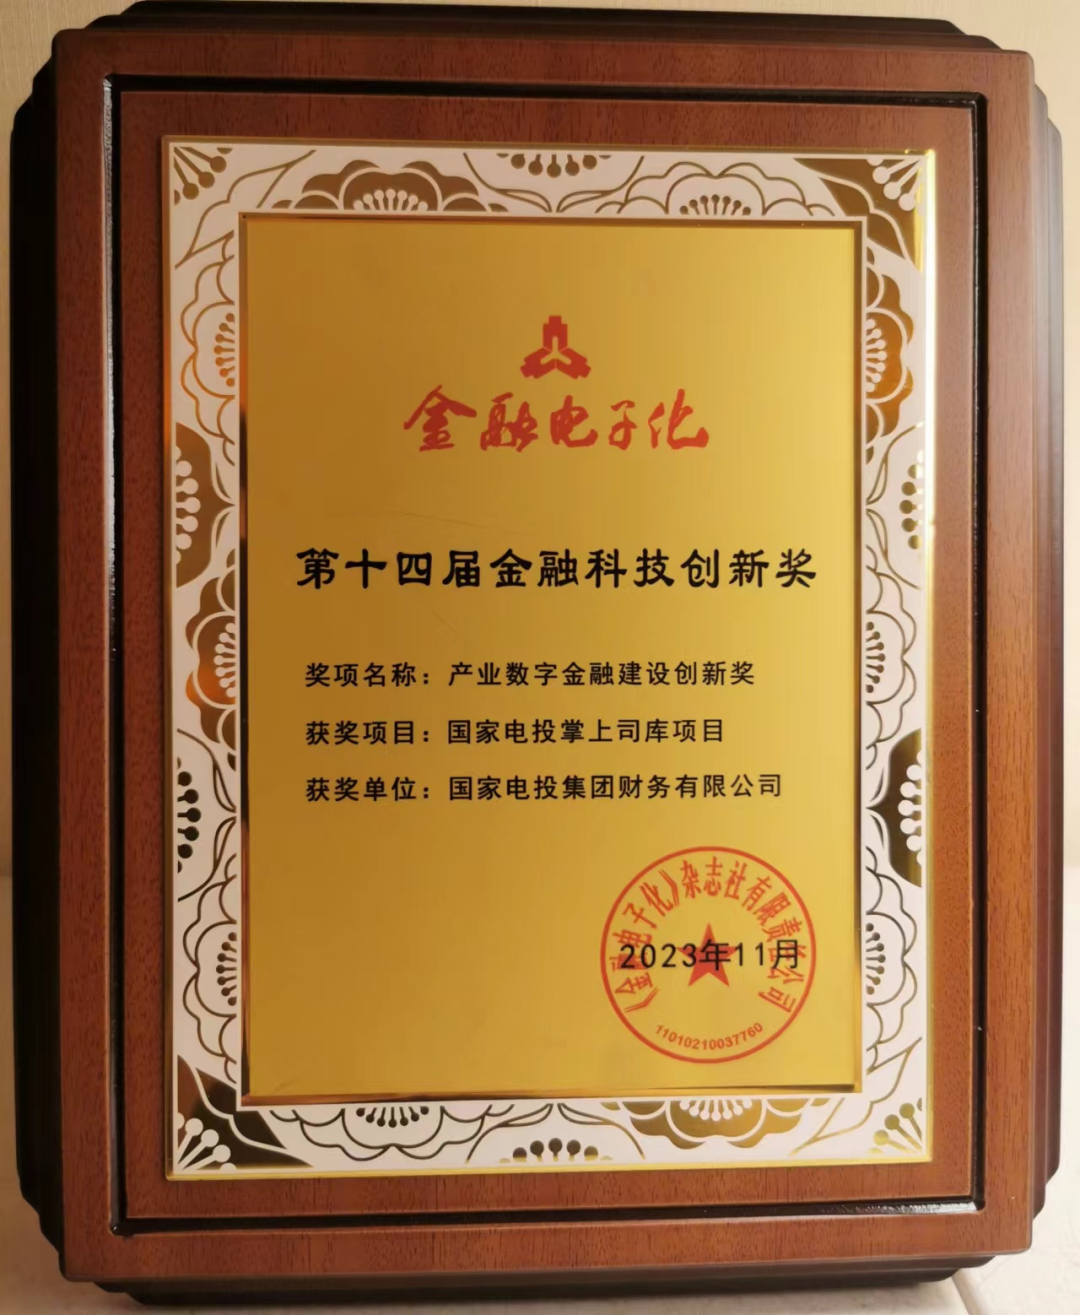 金融电子化
第十四届金融科技创新奖
奖项名称：产业数字金融建设创新奖
获奖项目：国家电投掌上司库项目
获奖单位：国家电投集团财务有限公司
《金融电子化》杂志社有限责任公司
2023年11月
11010210037760